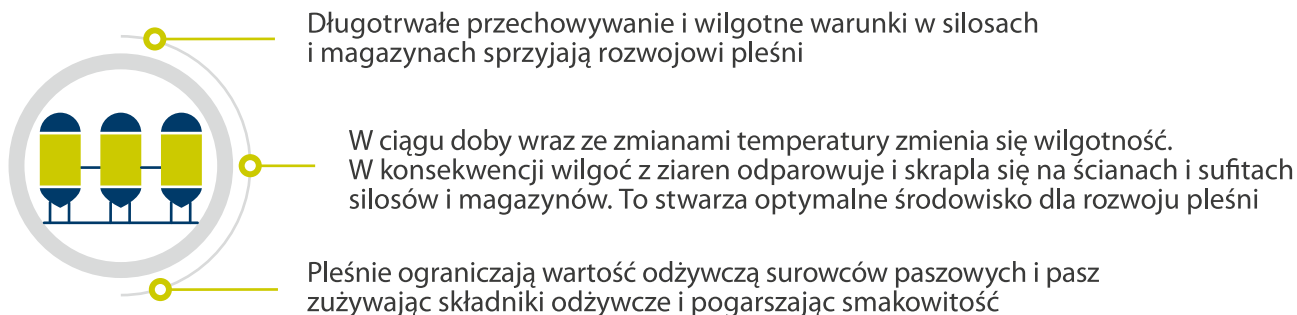 Długotrwałe przechowywanie i wilgotne warunki w silosach
i magazynach sprzyjają rozwojowi pleśni
W ciągu doby wraz ze zmianami temperatury zmienia się wilgotność.
W konsekwencji wilgoć z ziaren odparowuje i skrapla się na ścianach i sufitach
silosów i magazynów. To stwarza optymalne środowisko dla rozwoju pleśni
Pleśnie ograniczają wartość odżywczą surowców paszowych i pasz
zużywając składniki odżywcze i pogarszając smakowitość